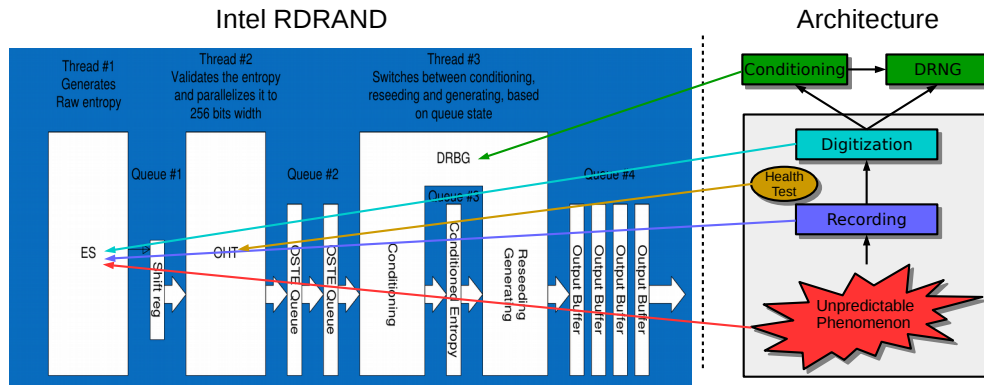 Intel RDRAND
Architecture
Thread #1
Generates
Raw entropy
Thread #2
Validates the entropy
and parallelizes it to
256 bits width
Thread #3
Switches between conditioning,
reseeding and generating, based
on queue state
Conditioning
DRNG
DRBG
Digitization
Queue #1
Queue #2
Queue #3
Queue #4
Health
Test
Recording
ES
OHT
Shift reg
OSTE Queue
OSTE Queue
Conditioning
Conditioned Entropy
Reseeding
Generating
Output Buffer
Output Buffer
Output Buffer
Output Buffer
Unpredictable
Phenomenon